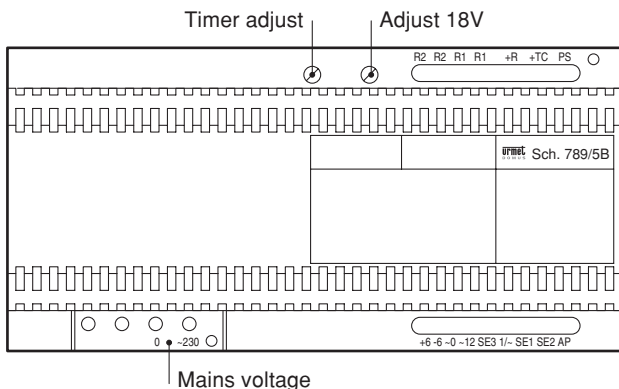 Timer adjust Adjust 18V
R2 R2 R1 R1 +R +TC PS
urmet Sch. 789/5B
DOMUS
0 ~230
+6 -6 ~0 ~12 SE3 1/~ SE1 SE2 AP
Mains voltage